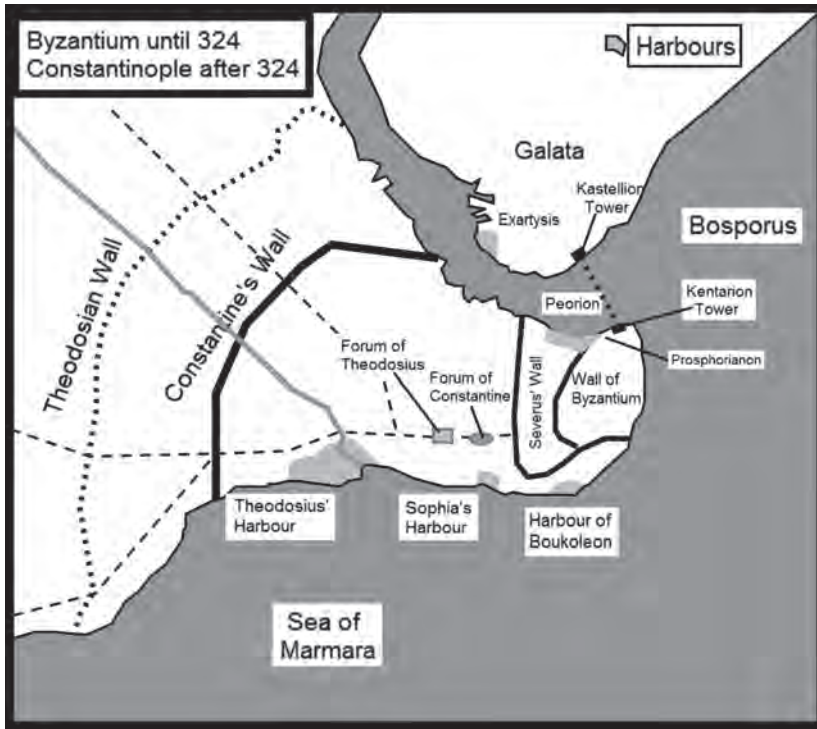 Byzantium until 324
Constantinople after 324
Harbours
Galata
Kastellion
Tower
Exartysis
Bosporus
Theodosian Wall
Constantine's Wall
Peorion
Kentarion
Tower
Prosphorianon
Forum of
Theodosius
Forum of
Constantine
Severus' Wall
Wall of
Byzantium
Theodosius'
Harbour
Sophia's
Harbour
Harbour of
Boukoleon
Sea of
Marmara